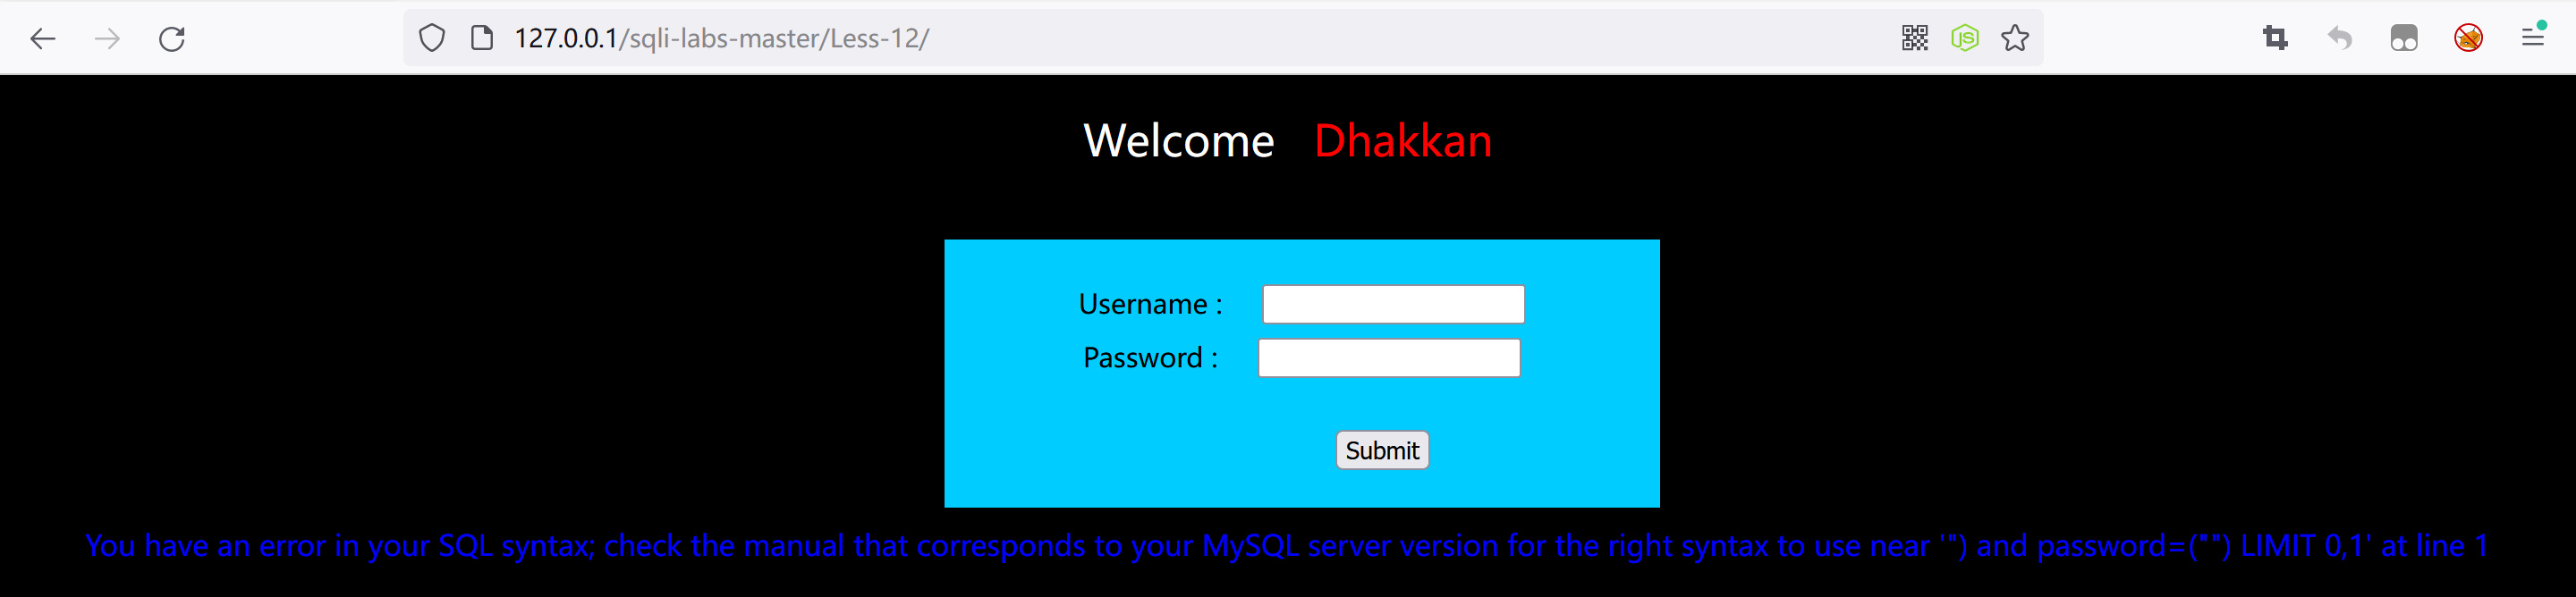 127.0.0.1/sqli-labs-master/Less-12/
Welcome Dhakkan
Username :
Password :
Submit
You have an error in your SQL syntax; check the manual that corresponds to your MySQL server version for the right syntax to use near '") and password=("") LIMIT 0,1' at line 1